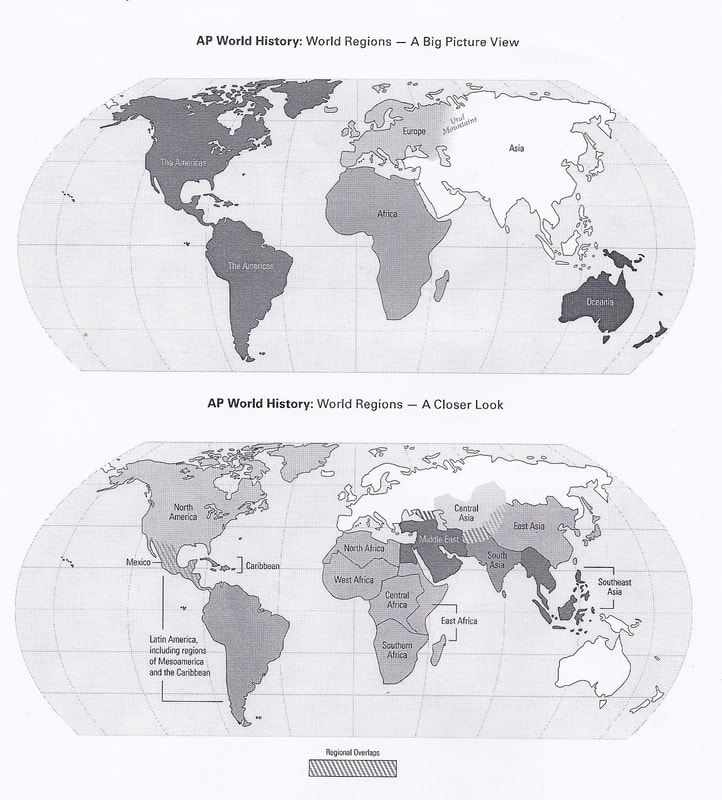 AP World History: World Regions — A Big Picture View
The Americas
Europe
Ural
Mountains
Asia
Africa
The Americas
Oceania
AP World History: World Regions — A Closer Look
North
America
Central
Asia
East Asia
Middle East
North Africa
South
Asia
Mexico
Caribbean
West Africa
Central
Africa
Southeast
Asia
East Africa
Latin America,
including regions
of Mesoamerica
and the Caribbean
Southern
Africa
Regional Overlaps